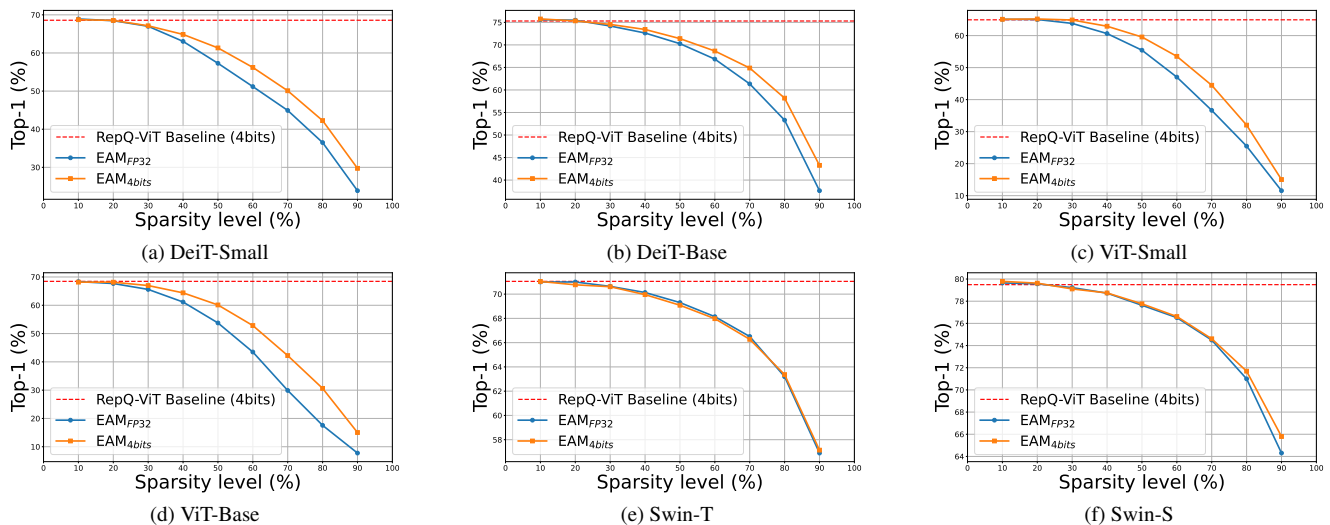 70
60
50
40
30
Top-1 (%)
RepQ-ViT Baseline (4bits)
EAM_FP32
EAM_4bits
0 10 20 30 40 50 60 70 80 90 100
Sparsity level (%)
(a) DeiT-Small
75
70
65
60
55
50
45
40
Top-1 (%)
RepQ-ViT Baseline (4bits)
EAM_FP32
EAM_4bits
0 10 20 30 40 50 60 70 80 90 100
Sparsity level (%)
(b) DeiT-Base
60
50
40
30
20
10
Top-1 (%)
RepQ-ViT Baseline (4bits)
EAM_FP32
EAM_4bits
0 10 20 30 40 50 60 70 80 90 100
Sparsity level (%)
(c) ViT-Small
70
60
50
40
30
20
10
Top-1 (%)
RepQ-ViT Baseline (4bits)
EAM_FP32
EAM_4bits
0 10 20 30 40 50 60 70 80 90 100
Sparsity level (%)
(d) ViT-Base
70
68
66
64
62
60
58
Top-1 (%)
RepQ-ViT Baseline (4bits)
EAM_FP32
EAM_4bits
0 10 20 30 40 50 60 70 80 90 100
Sparsity level (%)
(e) Swin-T
80
78
76
74
72
70
68
66
64
Top-1 (%)
RepQ-ViT Baseline (4bits)
EAM_FP32
EAM_4bits
0 10 20 30 40 50 60 70 80 90 100
Sparsity level (%)
(f) Swin-S